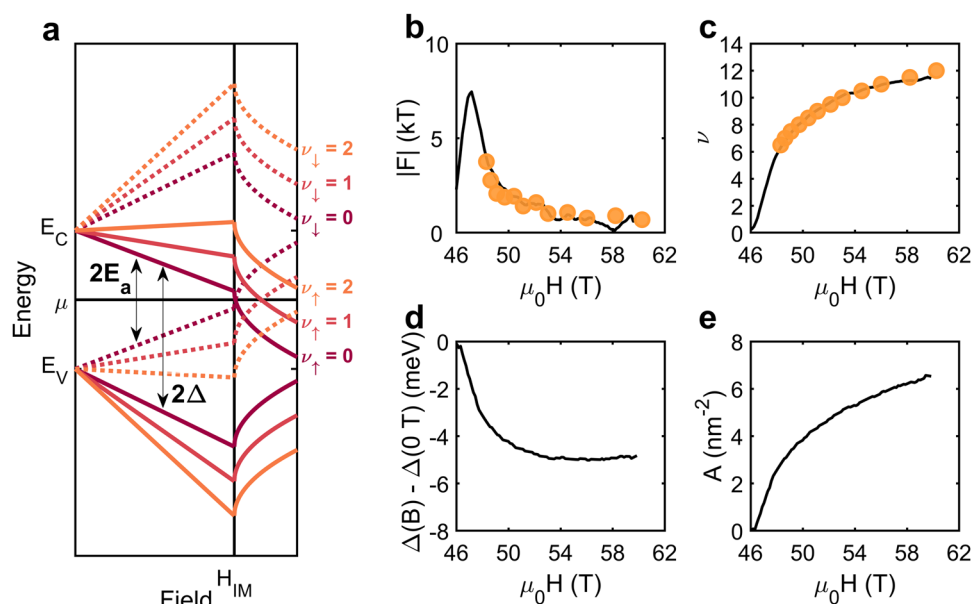 a
Energy
E_C
μ
E_V
2E_a
2Δ
ν↓ = 2
ν↓ = 1
ν↓ = 0
ν↑ = 2
ν↑ = 1
ν↑ = 0
H_IM
Field
b
|F| (kT)
10
5
0
46 50 54 58 62
μ₀H (T)
c
ν
14
12
10
8
6
4
2
0
46 50 54 58 62
μ₀H (T)
d
Δ(B) - Δ(0 T) (meV)
0
-2
-4
-6
-8
46 50 54 58 62
μ₀H (T)
e
A (nm⁻²)
8
6
4
2
0
46 50 54 58 62
μ₀H (T)